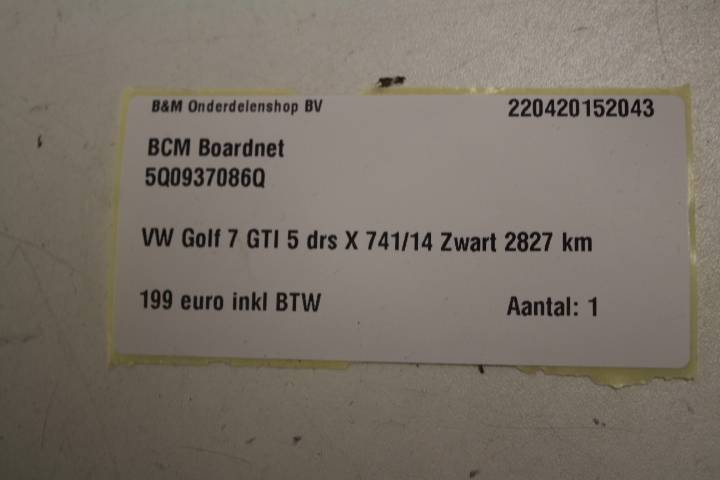 B&M Onderdelenshop BV 220420152043
BCM Boardnet
5Q0937086Q
VW Golf 7 GTI 5 drs X 741/14 Zwart 2827 km
199 euro inkl BTW Aantal: 1